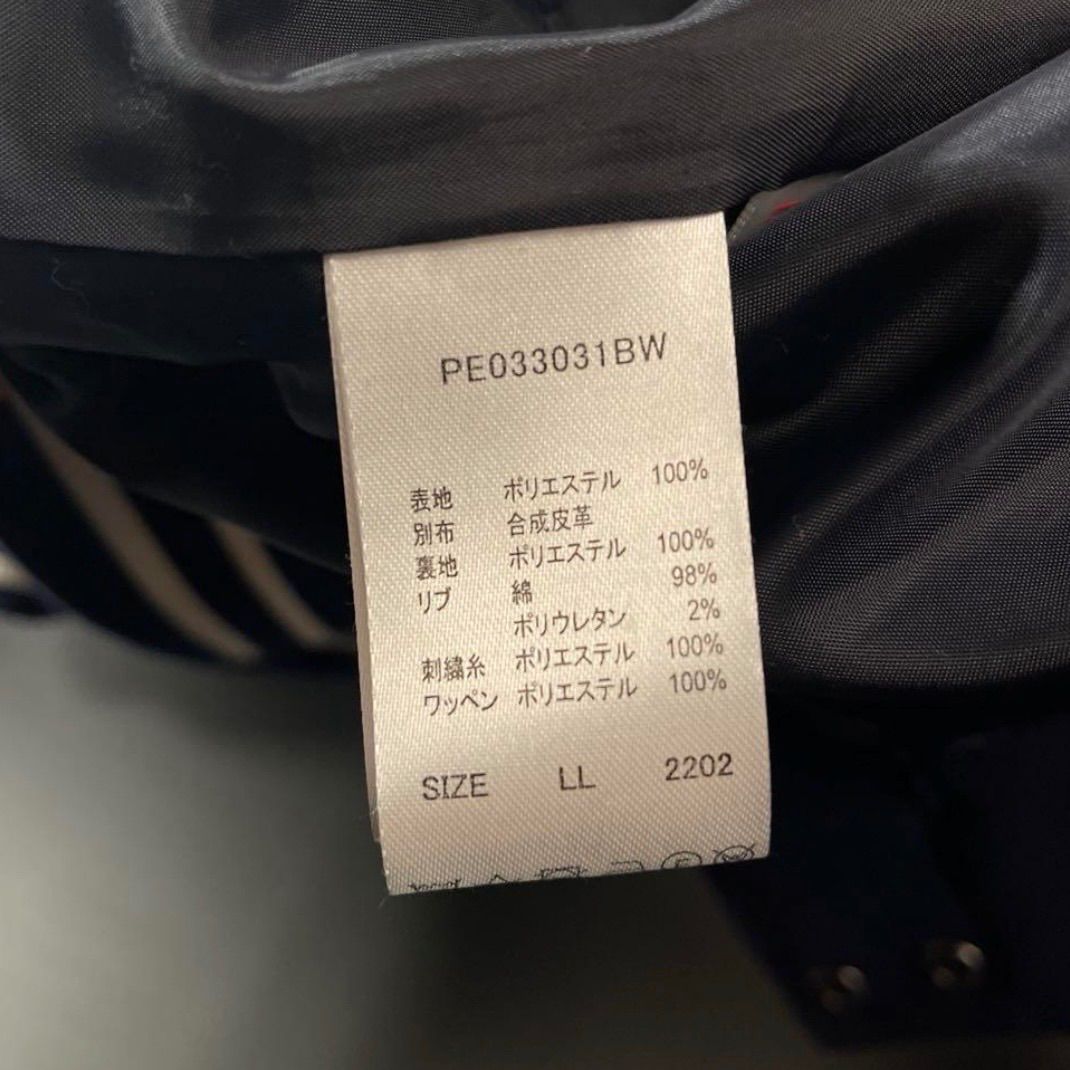 PE033031BW
表地 ポリエステル 100%
別布 合成皮革
裏地 ポリエステル 100%
リブ 綿 98%
ポリウレタン 2%
刺繍糸 ポリエステル 100%
ワッペン ポリエステル 100%
SIZE LL 2202